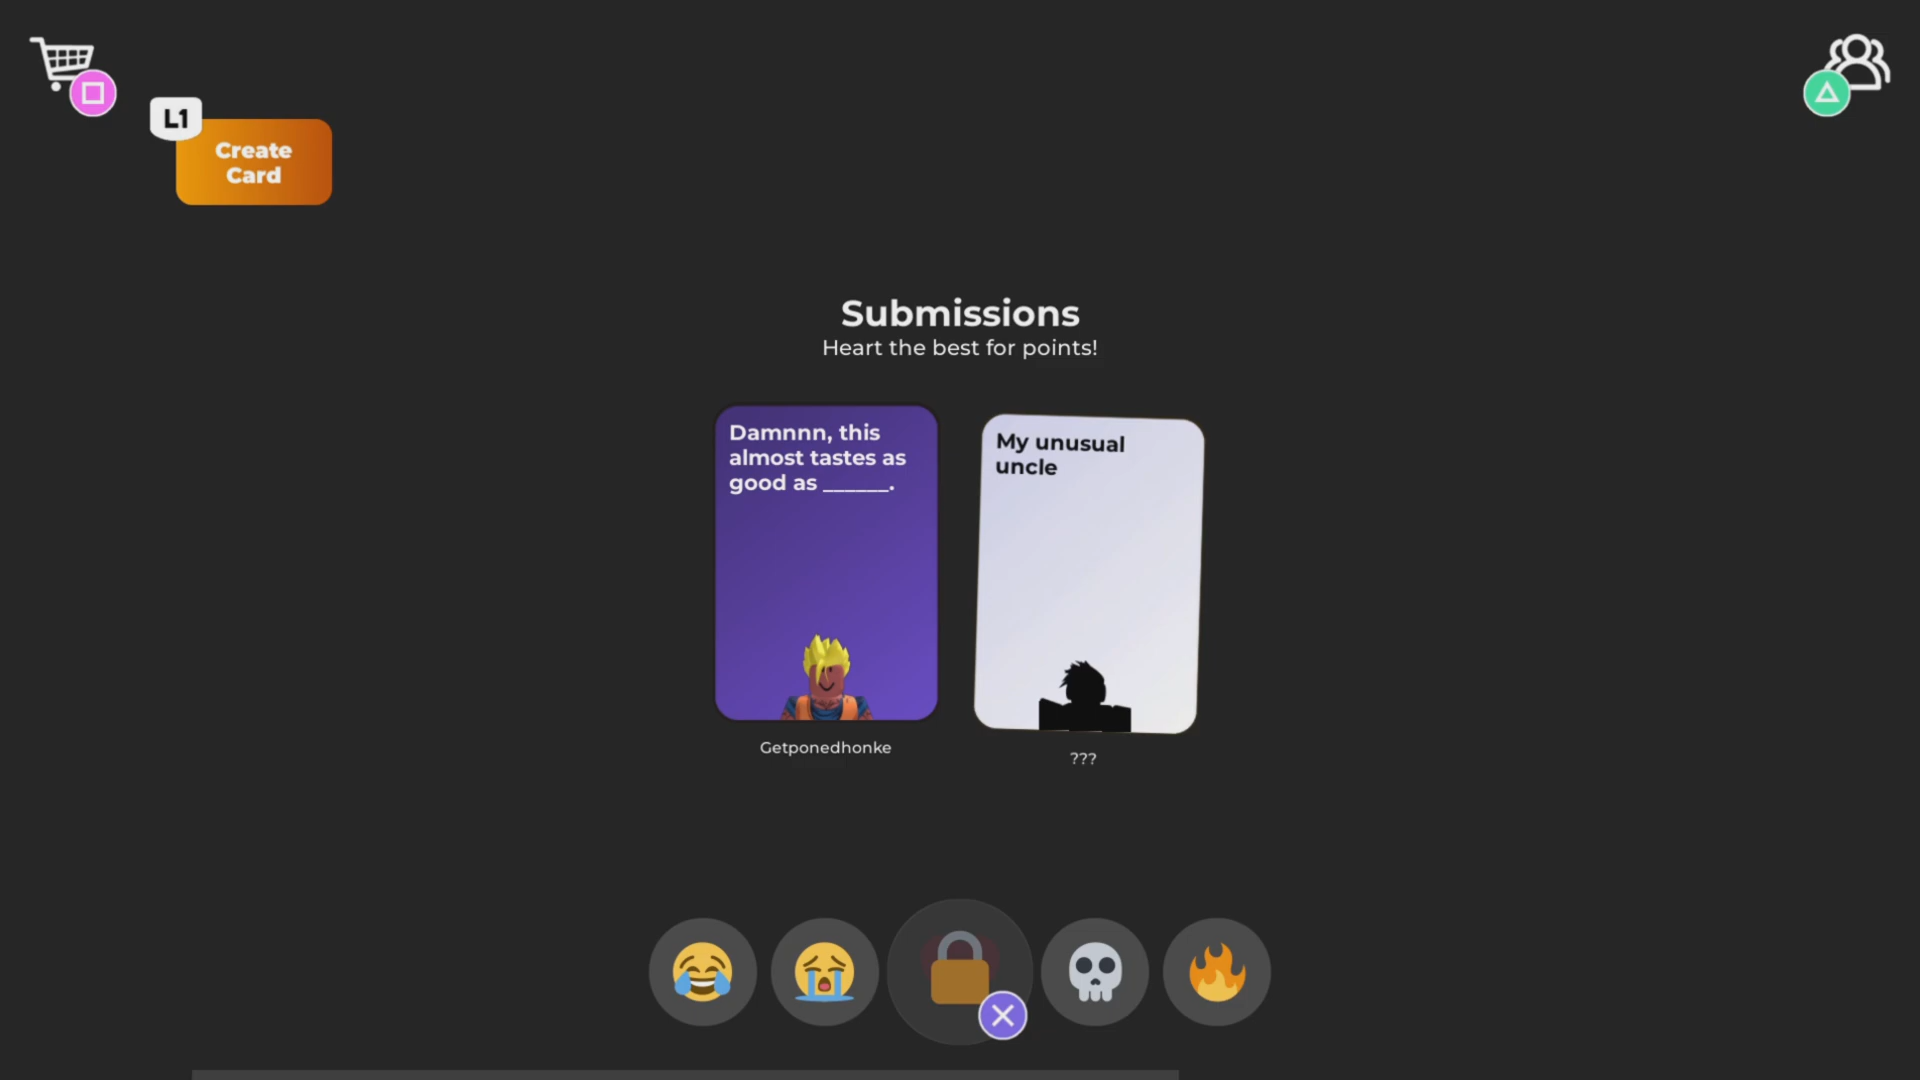 L1
Create
Card
Submissions
Heart the best for points!
Damnnn, this
almost tastes as
good as ______.
My unusual
uncle
Getponedhonke
???